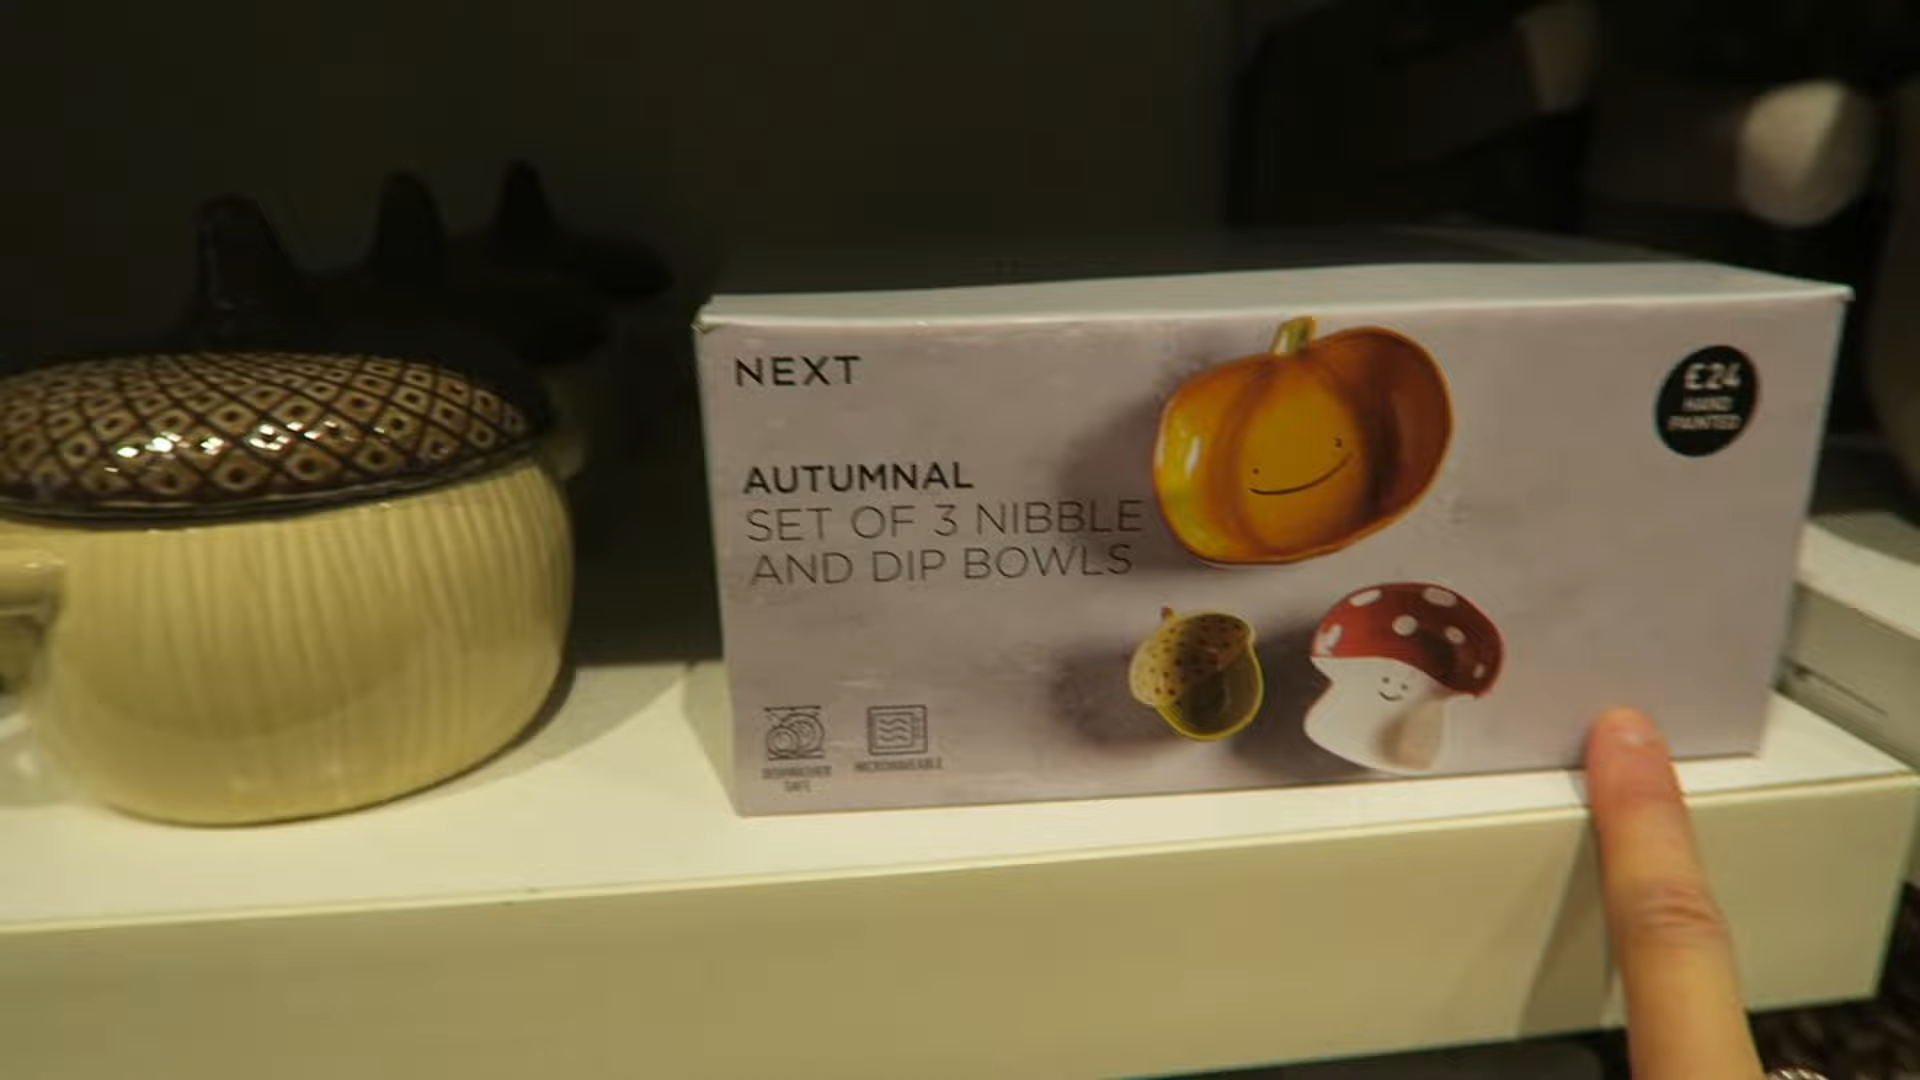 NEXT
£24
HAND
PAINTED
AUTUMNAL
SET OF 3 NIBBLE
AND DIP BOWLS
DISHWASHER
SAFE
MICROWAVEABLE